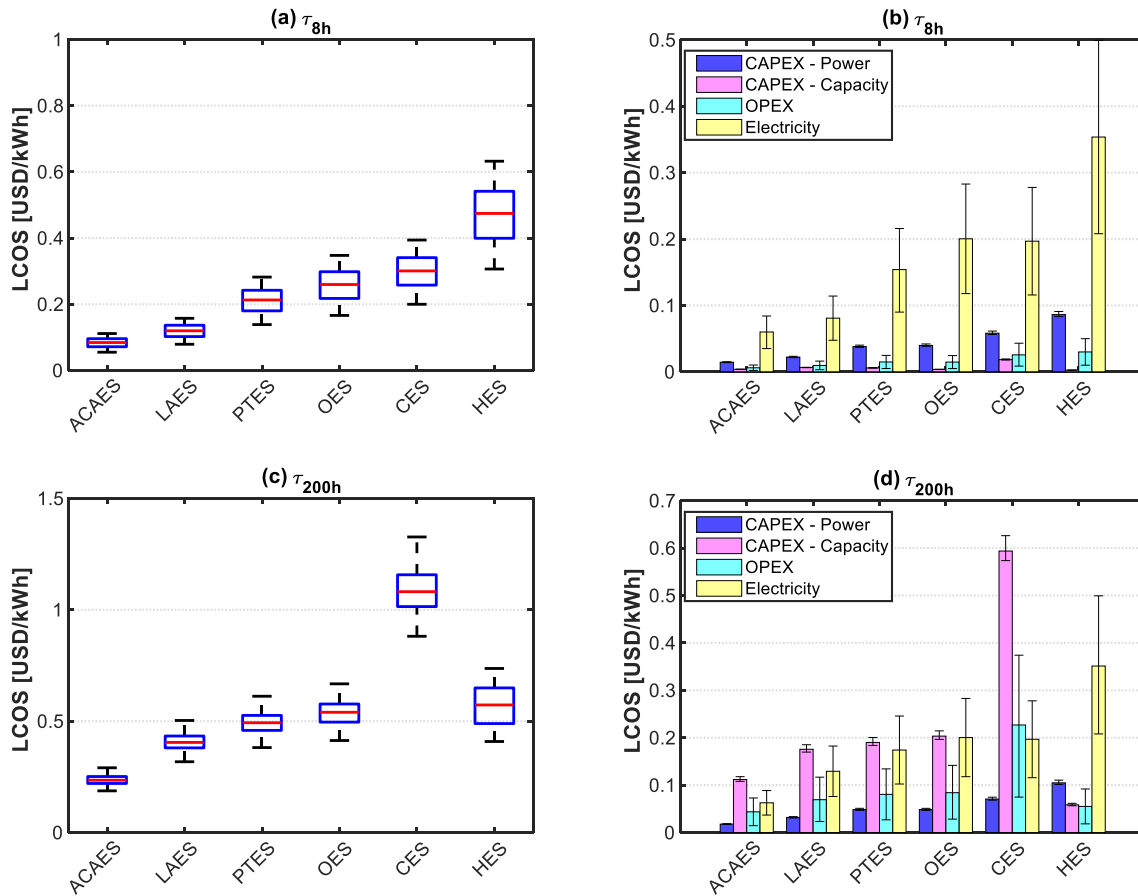 (a) τ8h
LCOS [USD/kWh]
1
0.8
0.6
0.4
0.2
0
ACAES
LAES
PTES
OES
CES
HES
(b) τ8h
LCOS [USD/kWh]
0.5
0.4
0.3
0.2
0.1
0
CAPEX - Power
CAPEX - Capacity
OPEX
Electricity
ACAES
LAES
PTES
OES
CES
HES
(c) τ200h
LCOS [USD/kWh]
1.5
1
0.5
0
ACAES
LAES
PTES
OES
CES
HES
(d) τ200h
LCOS [USD/kWh]
0.7
0.6
0.5
0.4
0.3
0.2
0.1
0
CAPEX - Power
CAPEX - Capacity
OPEX
Electricity
ACAES
LAES
PTES
OES
CES
HES